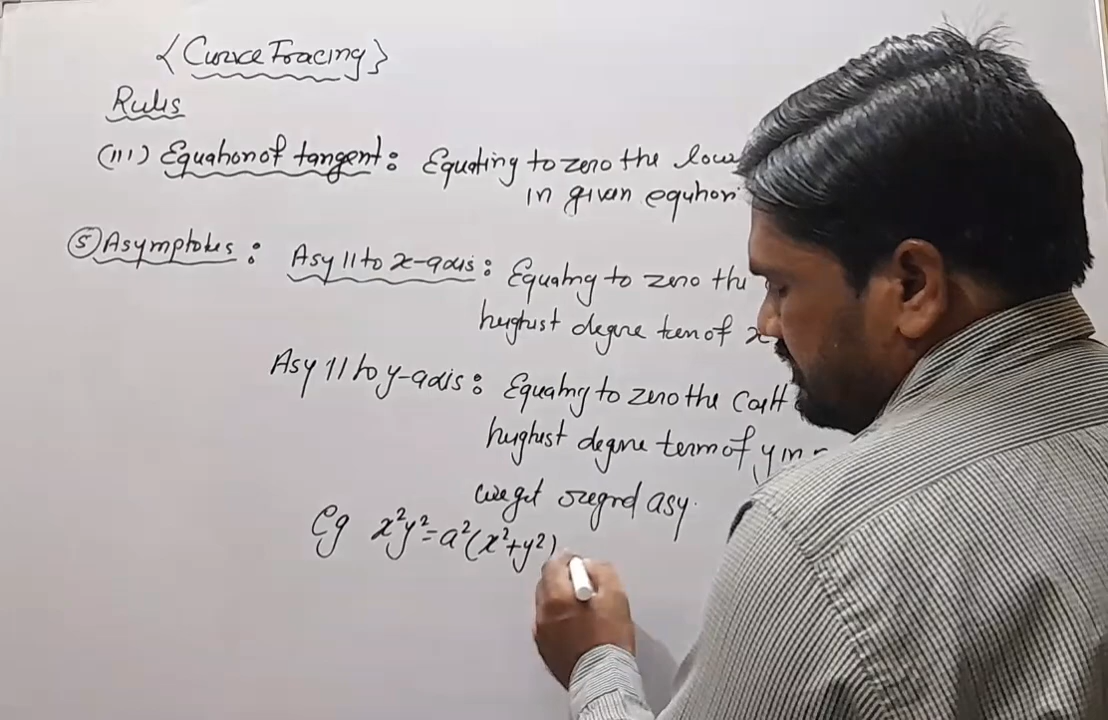 {Curve Tracing}
Rules
(III) Equation of tangent: Equating to zero the
in given equation
(5) Asymptotes: Asy || to x-axis: Equating to zero the
highest degree term of x
Asy || to y-axis: Equating to zero the Coeff
highest degree term of y in
we get reqrd asy.
Eg x²y²=a²(x²+y²)